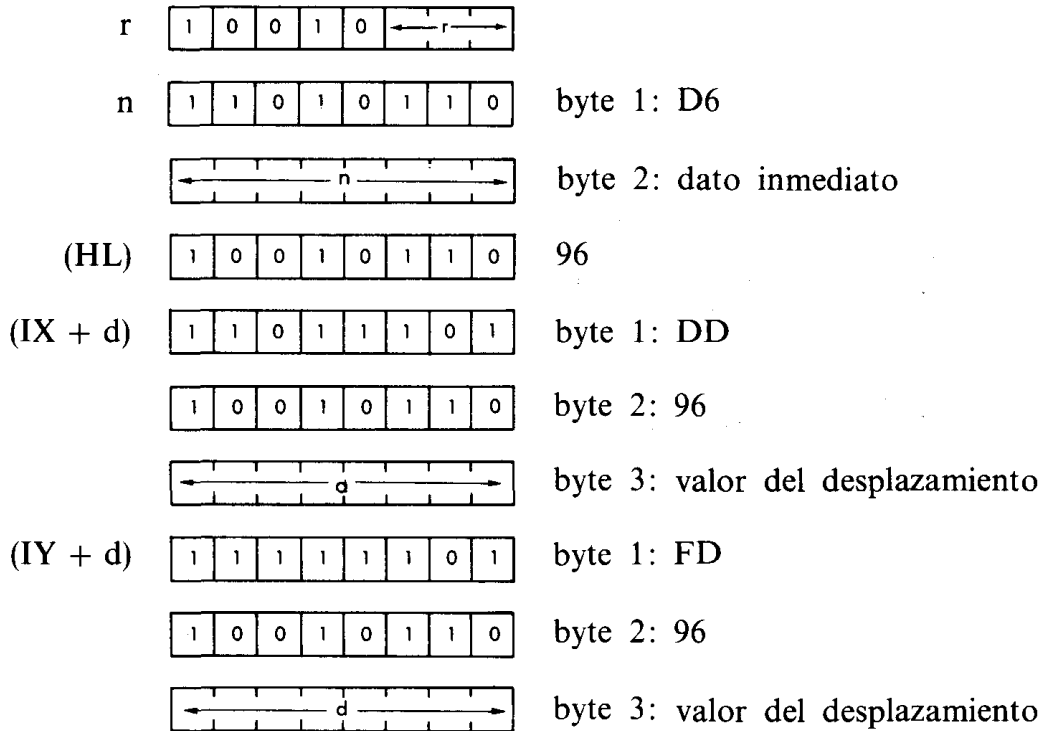 r 1 0 0 1 0 r
n 1 1 0 1 0 1 1 0 byte 1: D6
n byte 2: dato inmediato
(HL) 1 0 0 1 0 1 1 0 96
(IX + d) 1 1 0 1 1 1 0 1 byte 1: DD
1 0 0 1 0 1 1 0 byte 2: 96
d byte 3: valor del desplazamiento
(IY + d) 1 1 1 1 1 1 0 1 byte 1: FD
1 0 0 1 0 1 1 0 byte 2: 96
d byte 3: valor del desplazamiento